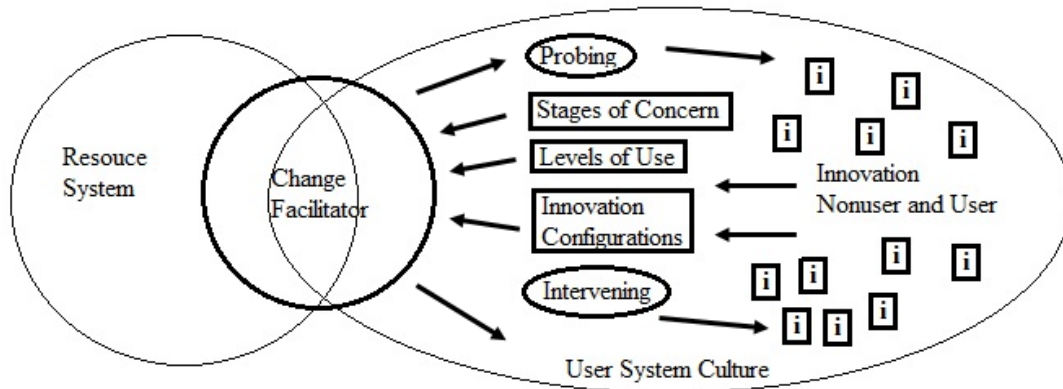 Probing
i
i
i
i
i
Stages of Concern
Levels of Use
Resouce
System
Change
Facilitator
Innovation
Configurations
Innovation
Nonuser and User
Intervening
i
i
i
i
i
i
i
User System Culture